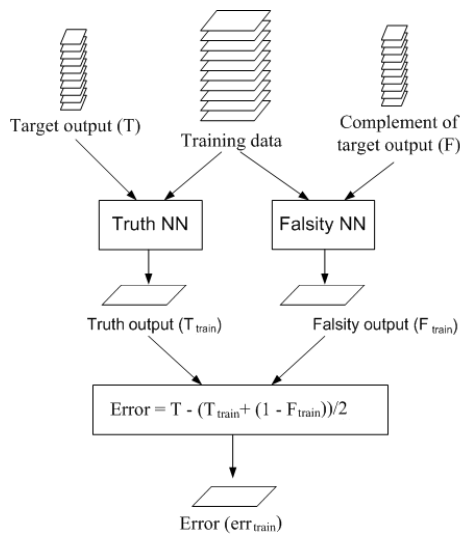 Target output (T)
Training data
Complement of
target output (F)
Truth NN
Falsity NN
Truth output (Ttrain)
Falsity output (F train)
Error = T - (Ttrain+ (1 - Ftrain))/2
Error (errtrain)